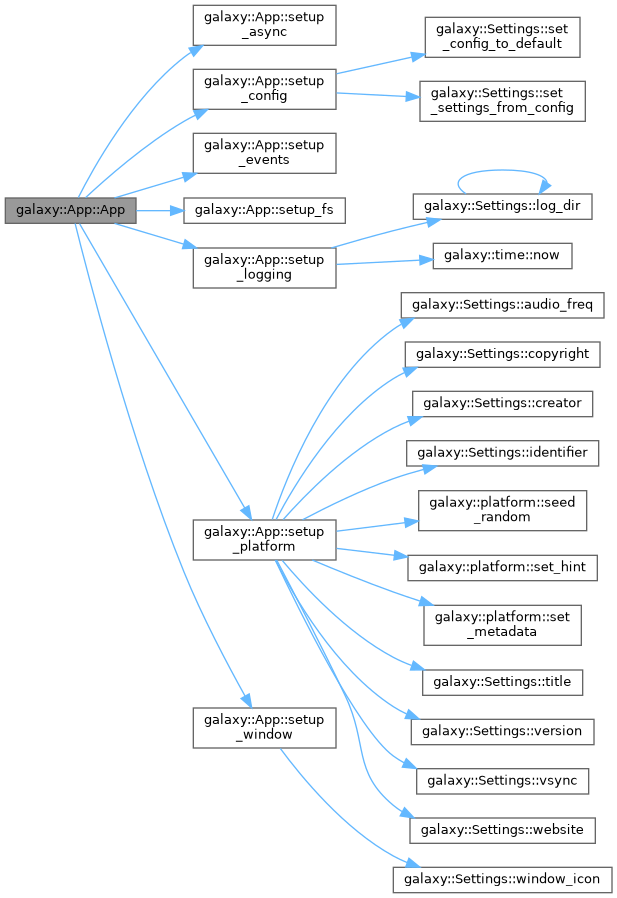 galaxy::App::App
galaxy::App::setup
_async
galaxy::App::setup
_config
galaxy::App::setup
_events
galaxy::App::setup_fs
galaxy::App::setup
_logging
galaxy::App::setup
_platform
galaxy::App::setup
_window
galaxy::Settings::set
_config_to_default
galaxy::Settings::set
_settings_from_config
galaxy::Settings::log_dir
galaxy::time::now
galaxy::Settings::audio_freq
galaxy::Settings::copyright
galaxy::Settings::creator
galaxy::Settings::identifier
galaxy::platform::seed
_random
galaxy::platform::set_hint
galaxy::platform::set
_metadata
galaxy::Settings::title
galaxy::Settings::version
galaxy::Settings::vsync
galaxy::Settings::website
galaxy::Settings::window_icon